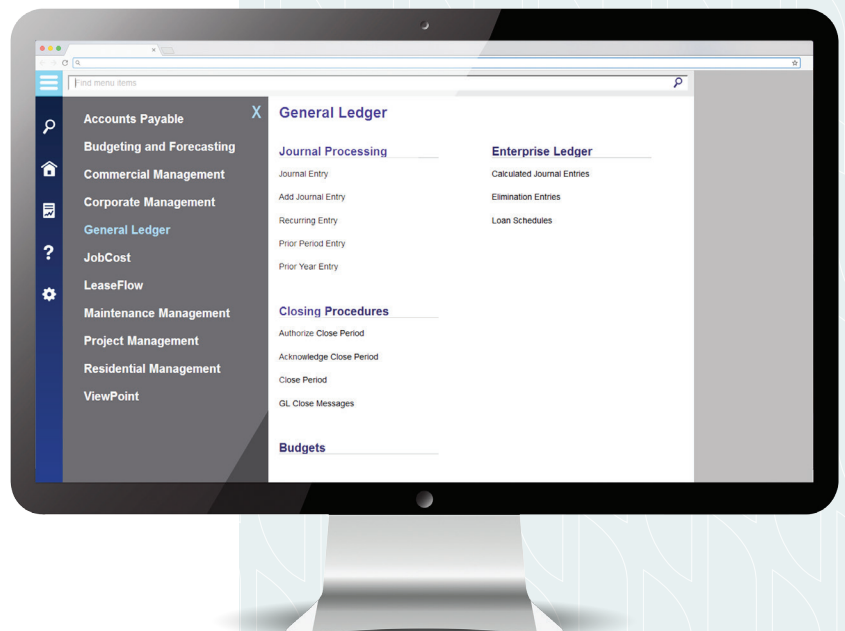 Find menu items
Accounts Payable
X
Budgeting and Forecasting
Commercial Management
Corporate Management
General Ledger
JobCost
LeaseFlow
Maintenance Management
Project Management
Residential Management
ViewPoint
General Ledger
Journal Processing
Journal Entry
Add Journal Entry
Recurring Entry
Prior Period Entry
Prior Year Entry
Closing Procedures
Authorize Close Period
Acknowledge Close Period
Close Period
GL Close Messages
Budgets
Enterprise Ledger
Calculated Journal Entries
Elimination Entries
Loan Schedules